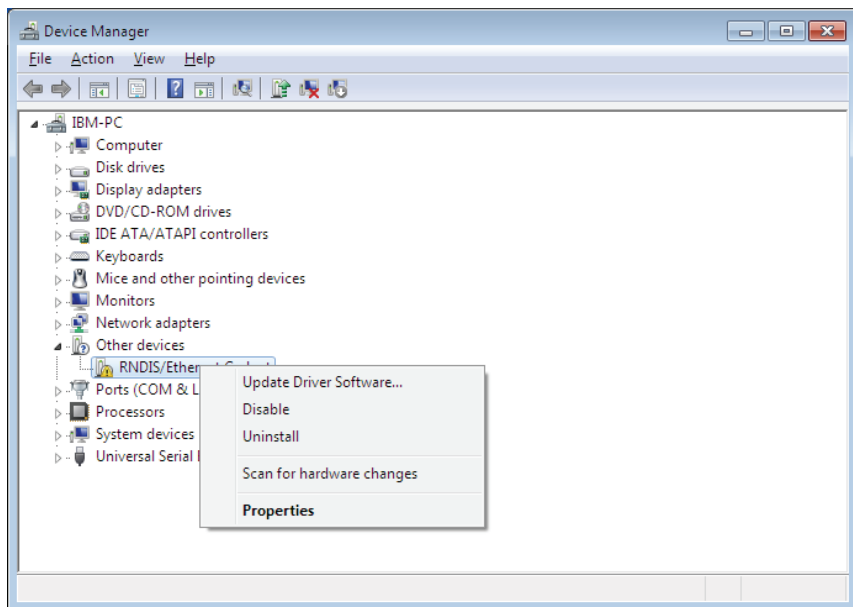 Device Manager
File Action View Help
IBM-PC
Computer
Disk drives
Display adapters
DVD/CD-ROM drives
IDE ATA/ATAPI controllers
Keyboards
Mice and other pointing devices
Monitors
Network adapters
Other devices
RNDIS/Ether
Ports (COM & L
Processors
System devices
Universal Serial
Update Driver Software...
Disable
Uninstall
Scan for hardware changes
Properties